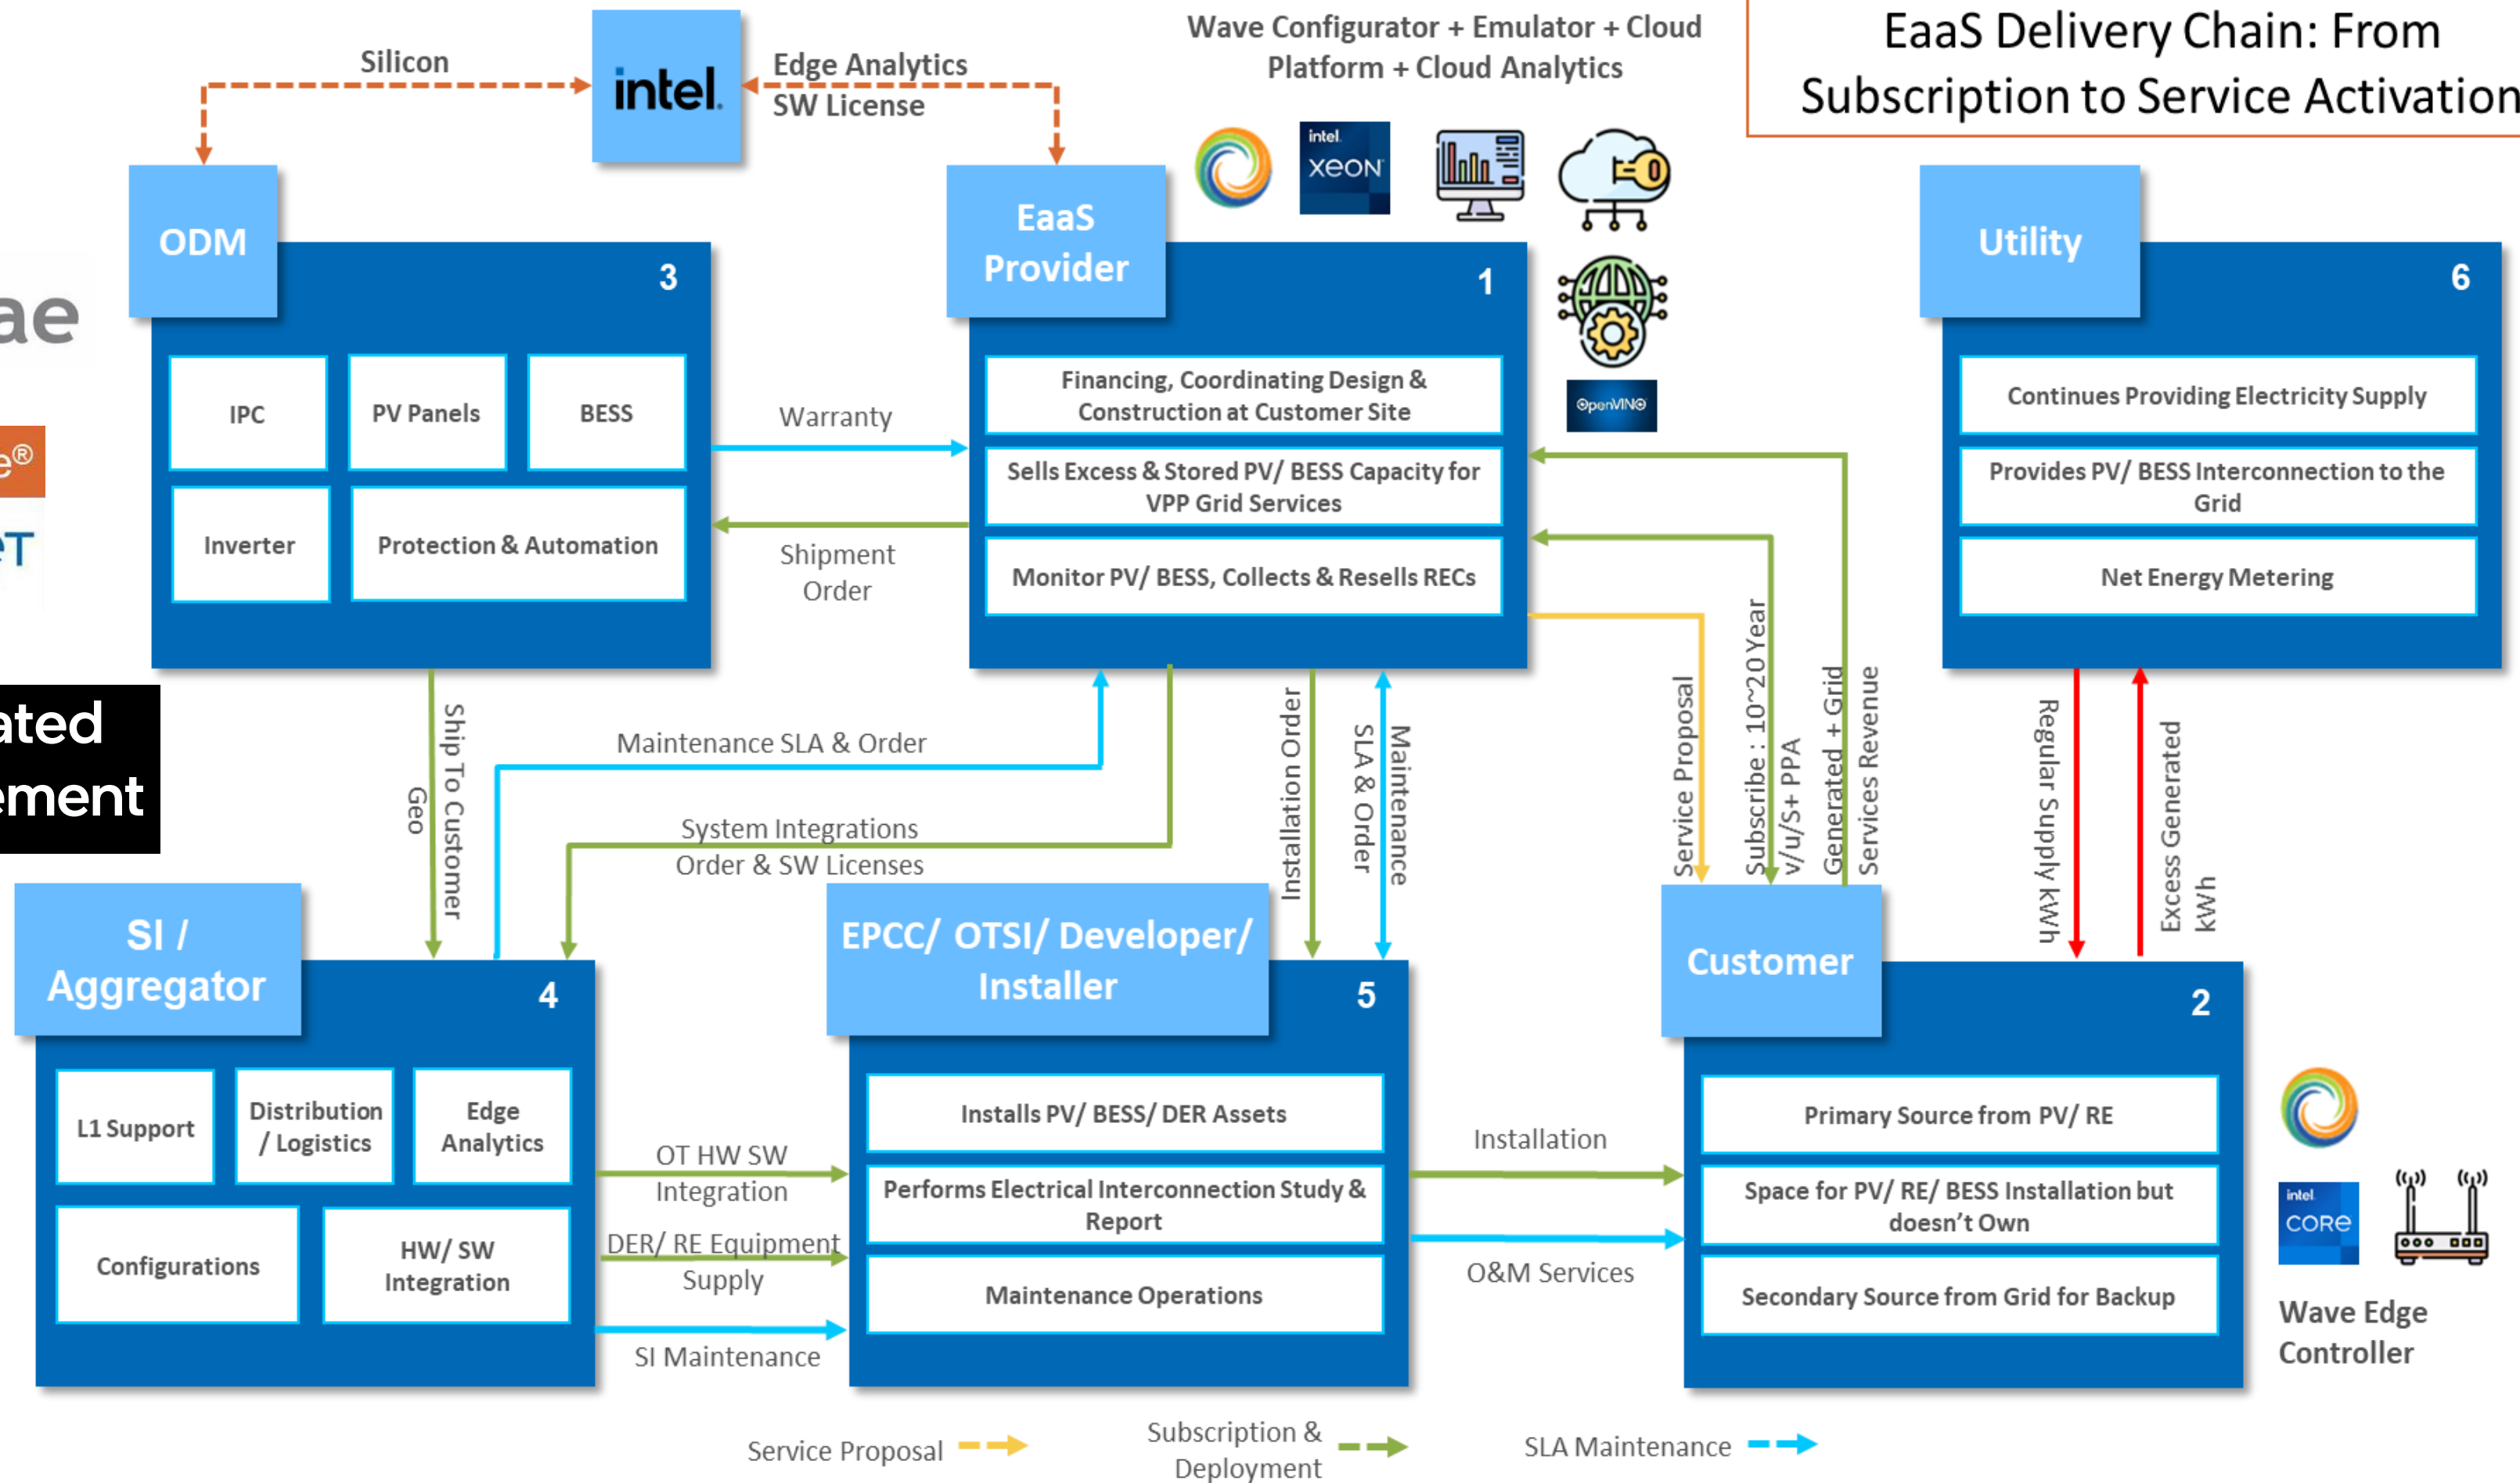 EaaS Delivery Chain: From
Subscription to Service Activation
Wave Configurator + Emulator + Cloud
Platform + Cloud Analytics
Silicon
intel.
Edge Analytics
SW License
intel.
XEON
OpenVINO
ae
e®
eT
ated
ement
ODM
3
IPC
PV Panels
BESS
Inverter
Protection & Automation
Warranty
Shipment
Order
EaaS
Provider
1
Financing, Coordinating Design &
Construction at Customer Site
Sells Excess & Stored PV/ BESS Capacity for
VPP Grid Services
Monitor PV/ BESS, Collects & Resells RECs
Utility
6
Continues Providing Electricity Supply
Provides PV/ BESS Interconnection to the
Grid
Net Energy Metering
Ship To Customer
Geo
Maintenance SLA & Order
System Integrations
Order & SW Licenses
Installation Order
Maintenance
SLA & Order
Service Proposal
Subscribe : 10~20 Year
v/u/S+ PPA
Generated + Grid
Services Revenue
Regular Supply kWh
Excess Generated
kWh
SI /
Aggregator
4
L1 Support
Distribution
/ Logistics
Edge
Analytics
Configurations
HW/ SW
Integration
OT HW SW
Integration
DER/ RE Equipment
Supply
SI Maintenance
EPCC/ OTSI/ Developer/
Installer
5
Installs PV/ BESS/ DER Assets
Performs Electrical Interconnection Study &
Report
Maintenance Operations
Installation
O&M Services
Customer
2
Primary Source from PV/ RE
Space for PV/ RE/ BESS Installation but
doesn't Own
Secondary Source from Grid for Backup
intel.
CORE
Wave Edge
Controller
Service Proposal
Subscription &
Deployment
SLA Maintenance